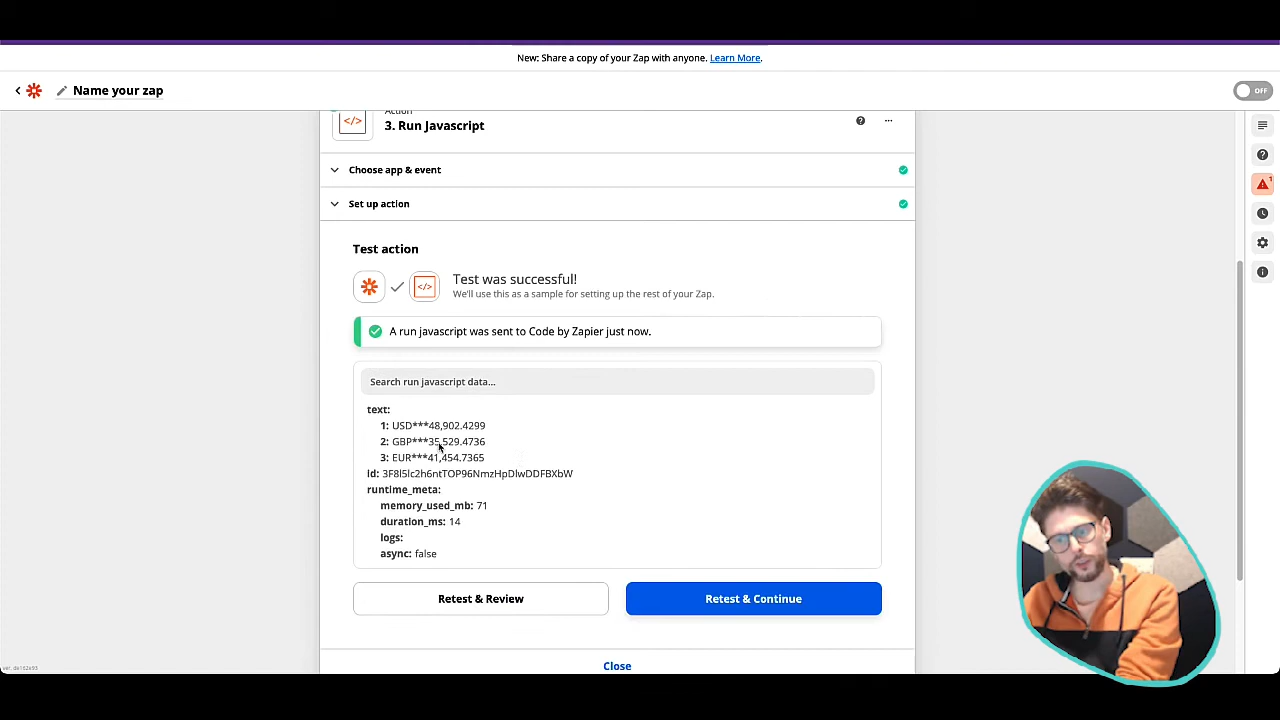 New: Share a copy of your Zap with anyone. Learn More.
Name your zap
OFF
Action
</>
3. Run Javascript
Choose app & event
Set up action
Test action
</>
Test was successful!
We'll use this as a sample for setting up the rest of your Zap.
A run javascript was sent to Code by Zapier just now.
Search run javascript data...
text:
1: USD***48,902.4299
2: GBP***35,529.4736
3: EUR***41,454.7365
id: 3F8l5lc2h6ntTOP96NmzHpDlwDDFBXbW
runtime_meta:
memory_used_mb: 71
duration_ms: 14
logs:
async: false
Retest & Review
Retest & Continue
Close